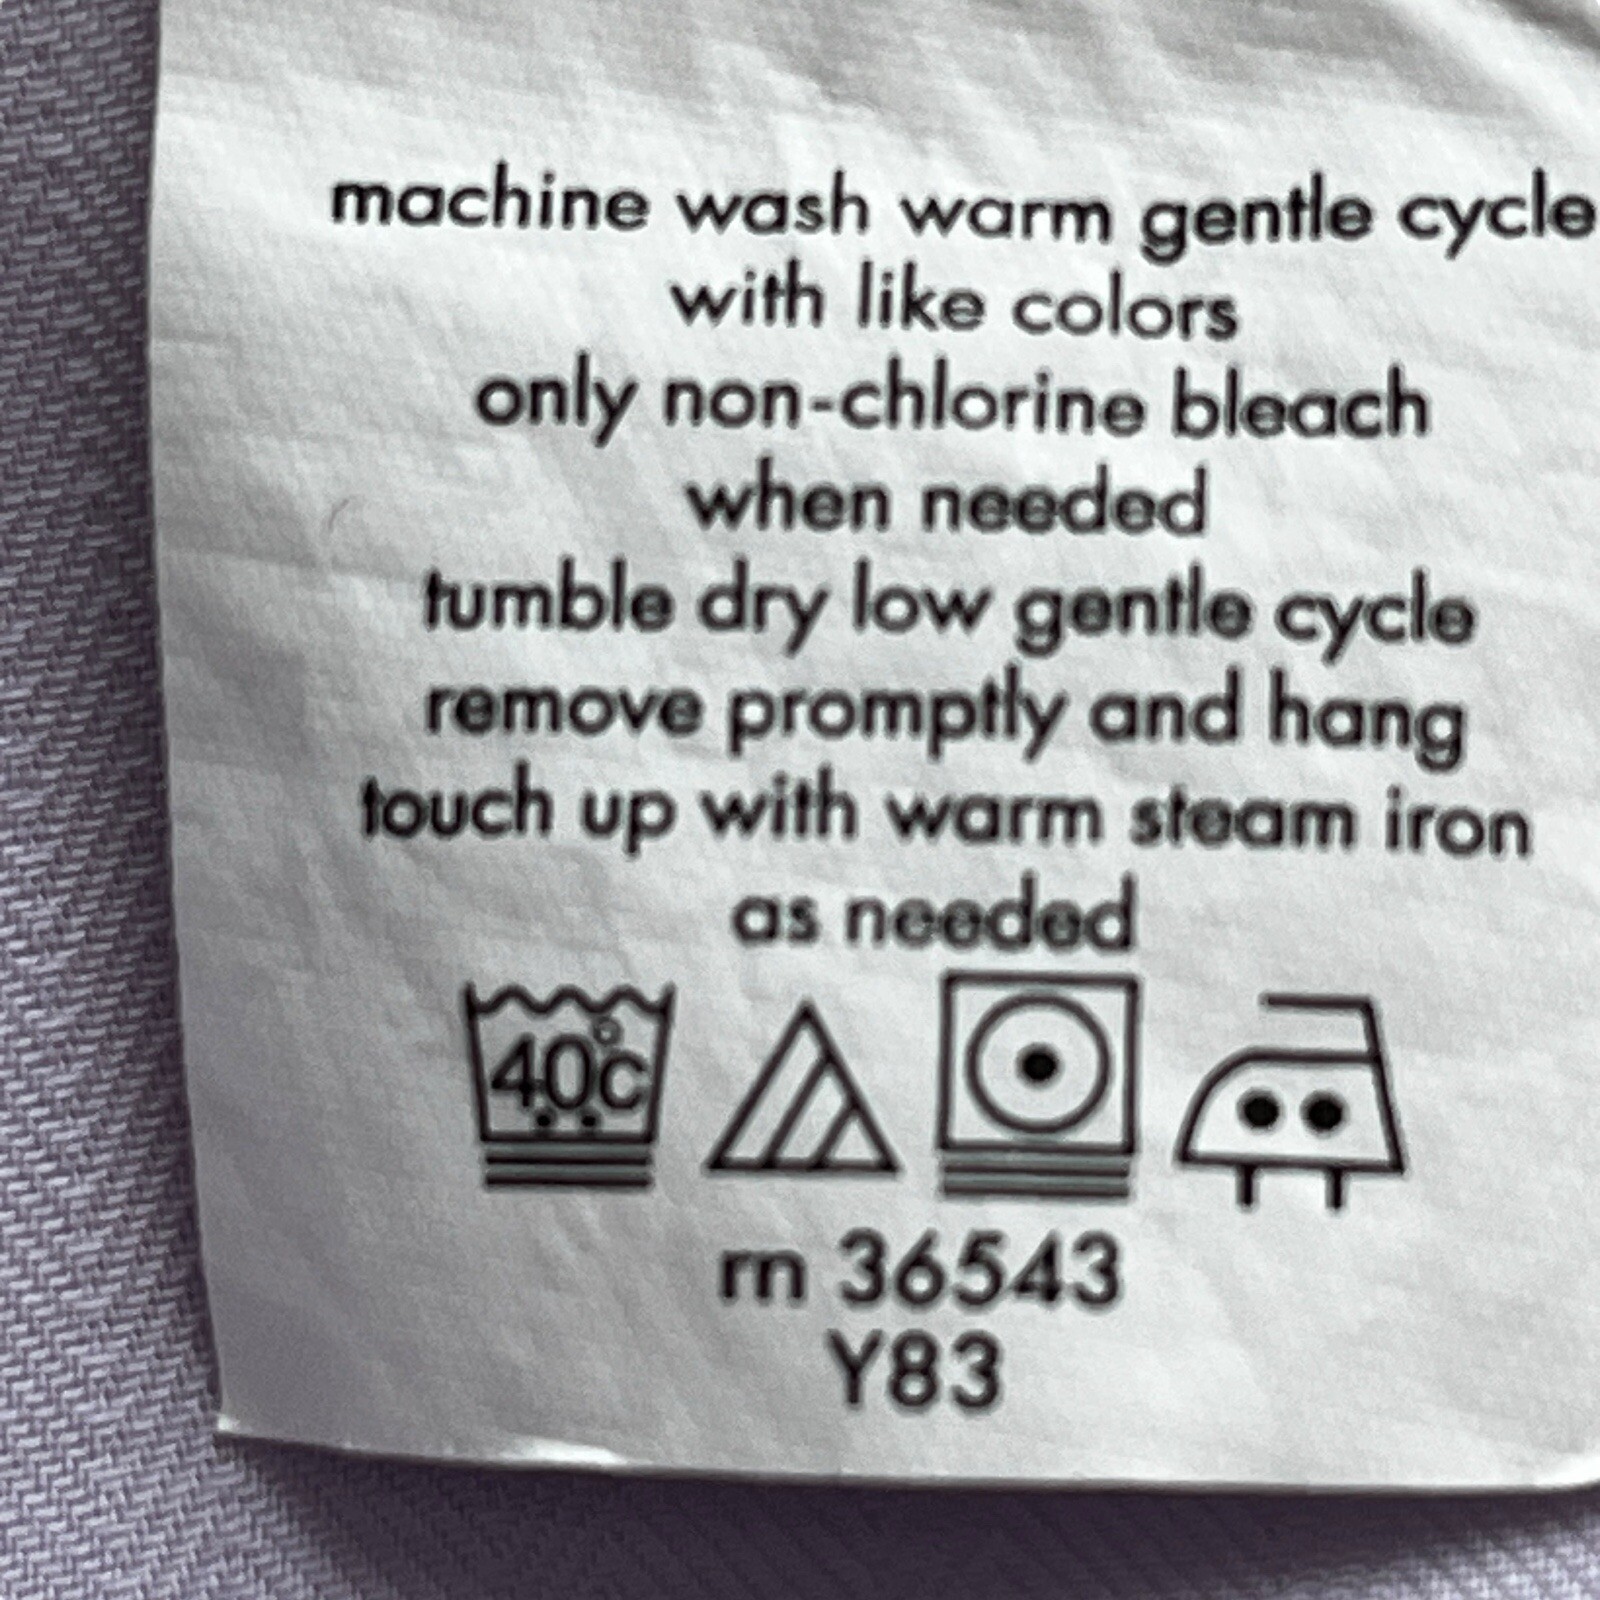 machine wash warm gentle cycle
with like colors
only non-chlorine bleach
when needed
tumble dry low gentle cycle
remove promptly and hang
touch up with warm steam iron
as needed
40°c
rn 36543
Y83